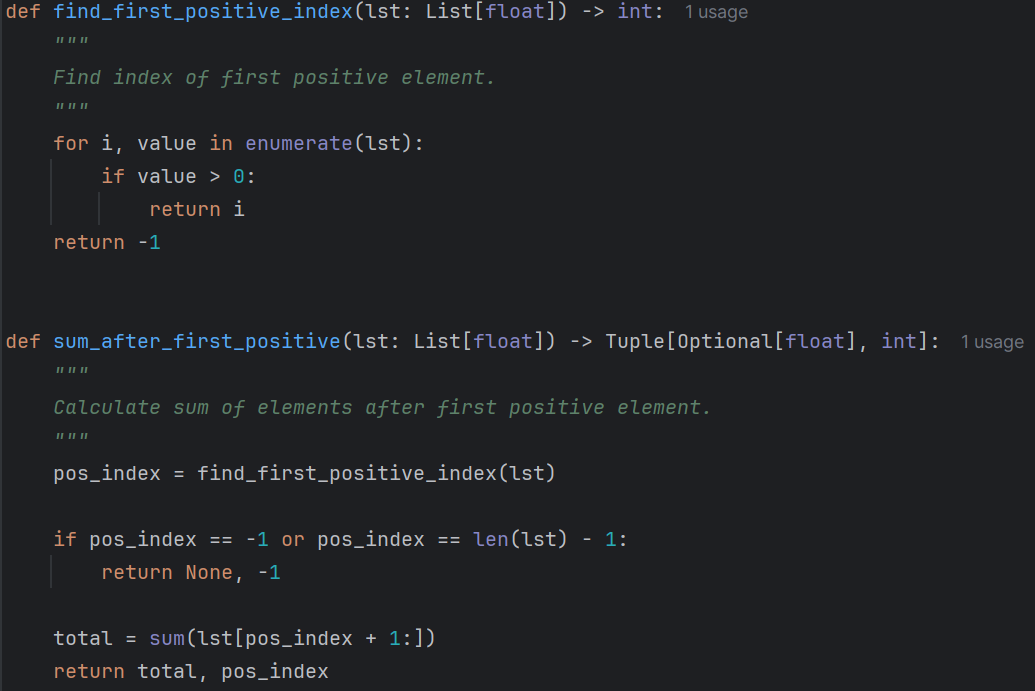 def find_first_positive_index(lst: List[float]) -> int:  1 usage
    """
    Find index of first positive element.
    """
    for i, value in enumerate(lst):
        if value > 0:
            return i
    return -1
def sum_after_first_positive(lst: List[float]) -> Tuple[Optional[float], int]:  1 usage
    """
    Calculate sum of elements after first positive element.
    """
    pos_index = find_first_positive_index(lst)
    if pos_index == -1 or pos_index == len(lst) - 1:
        return None, -1
    total = sum(lst[pos_index + 1:])
    return total, pos_index